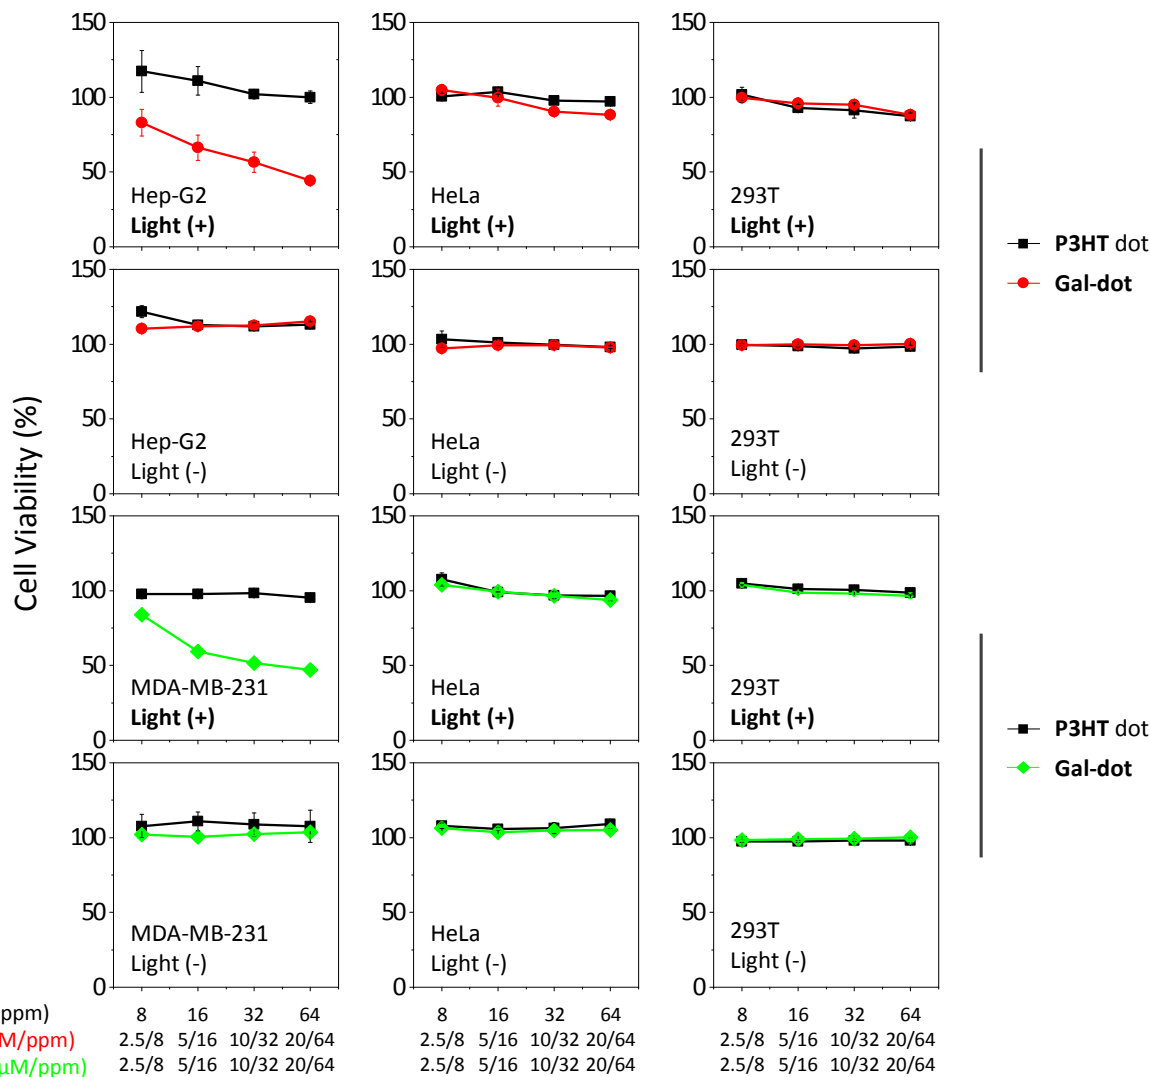 Cell Viability (%)
150
100
50
0
Hep-G2
Light (+)
150
100
50
0
HeLa
Light (+)
150
100
50
0
293T
Light (+)
P3HT dot
Gal-dot
150
100
50
0
Hep-G2
Light (-)
150
100
50
0
HeLa
Light (-)
150
100
50
0
293T
Light (-)
150
100
50
0
MDA-MB-231
Light (+)
150
100
50
0
HeLa
Light (+)
150
100
50
0
293T
Light (+)
P3HT dot
Gal-dot
150
100
50
0
MDA-MB-231
Light (-)
150
100
50
0
HeLa
Light (-)
150
100
50
0
293T
Light (-)
ppm) 8 16 32 64 8 16 32 64 8 16 32 64
M/ppm) 2.5/8 5/16 10/32 20/64 2.5/8 5/16 10/32 20/64 2.5/8 5/16 10/32 20/64
µM/ppm) 2.5/8 5/16 10/32 20/64 2.5/8 5/16 10/32 20/64 2.5/8 5/16 10/32 20/64